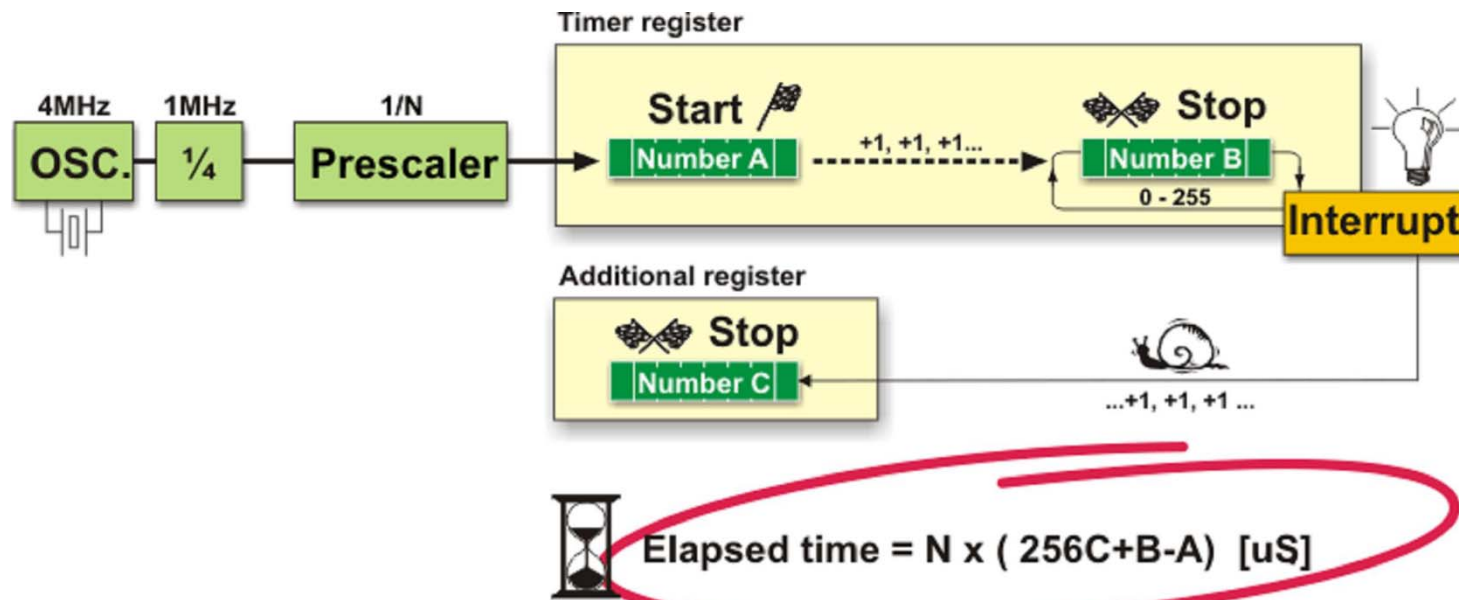 Timer register
4MHz
1MHz
1/N
OSC.
¼
Prescaler
Start
Number A
+1, +1, +1...
Stop
Number B
0 - 255
Interrupt
Additional register
Stop
Number C
...+1, +1, +1 ...
Elapsed time = N x ( 256C+B-A) [uS]